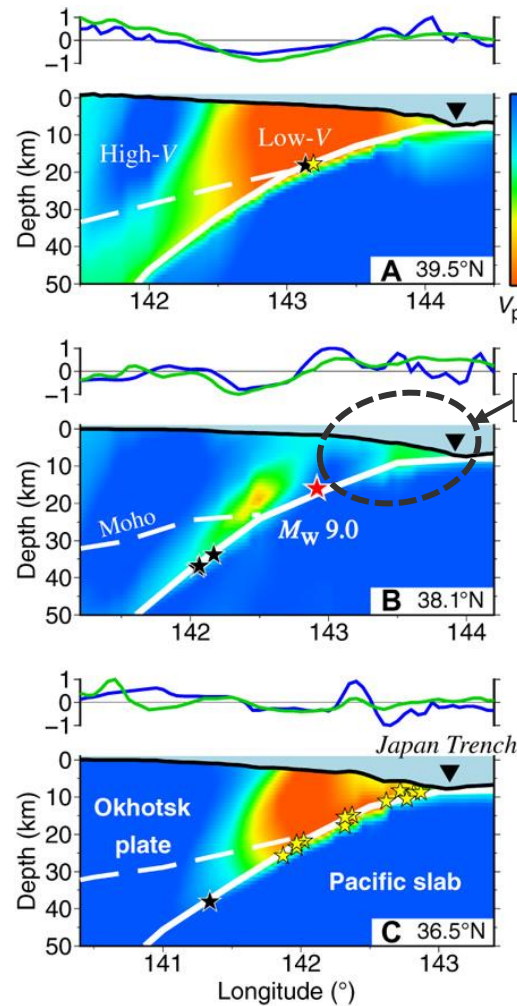 1
0
−1
0
10
20
30
40
50
Depth (km)
High-V
Low-V
A 39.5°N
142
143
144
Vp
1
0
−1
0
10
20
30
40
50
Depth (km)
Moho
Mw 9.0
B 38.1°N
142
143
144
1
0
−1
Japan Trench
0
10
20
30
40
50
Depth (km)
Okhotsk
plate
Pacific slab
C 36.5°N
141
142
143
Longitude (°)